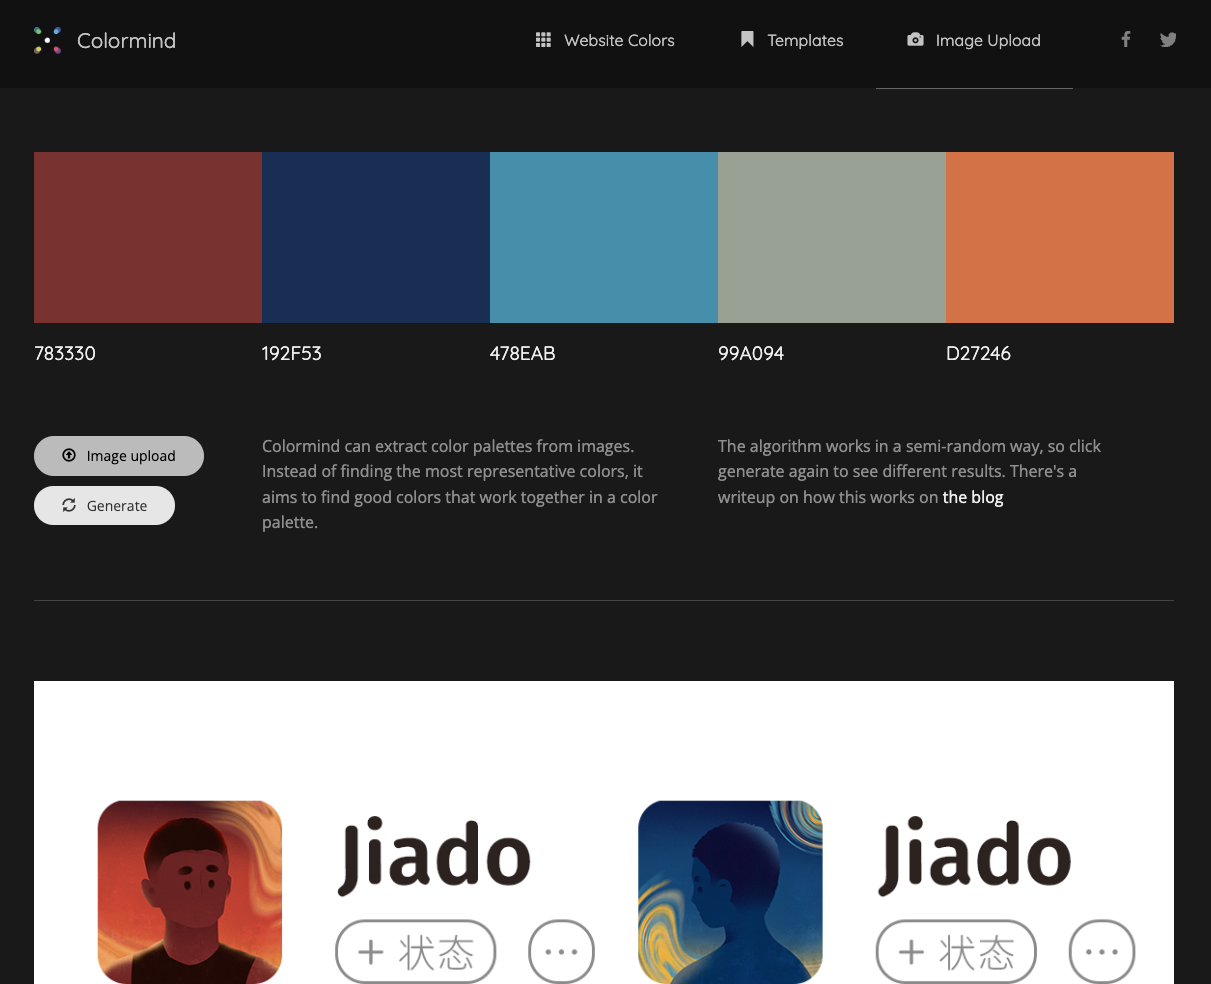 Colormind
Website Colors
Templates
Image Upload
783330
192F53
478EAB
99A094
D27246
Image upload
Generate
Colormind can extract color palettes from images.
Instead of finding the most representative colors, it
aims to find good colors that work together in a color
palette.
The algorithm works in a semi-random way, so click
generate again to see different results. There's a
writeup on how this works on the blog
Jiado
+ 状态
Jiado
+ 状态